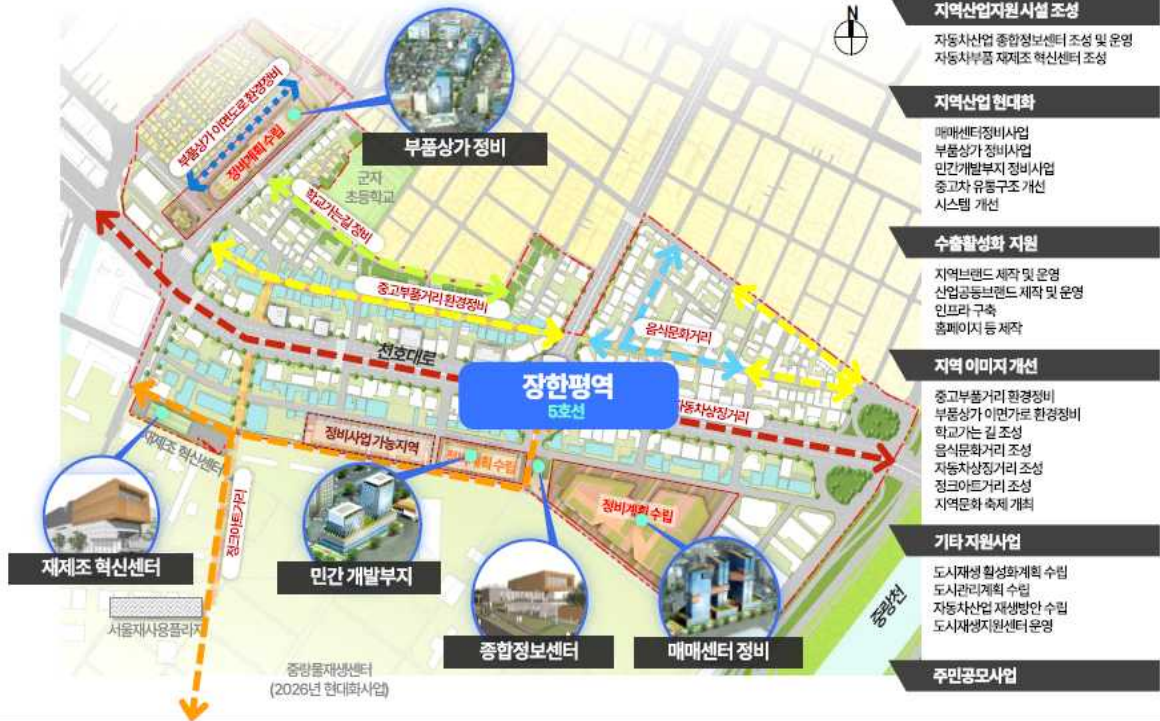 N
부품상가 이면도로 환경정비
정비계획 수립
부품상가 정비
군자
초등학교
학교가는길 정비
중고부품거리 환경정비
음식문화거리
천호대로
장한평역
5호선
자동차상징거리
정비사업 가능지역
정비계획 수립
정비계획 수립
재제조 혁신센터
정크아트거리
재제조 혁신센터
민간 개발부지
종합정보센터
매매센터 정비
서울재사용플라자
중랑물재생센터
(2026년 현대화사업)
중랑천
지역산업지원 시설 조성
자동차산업 종합정보센터 조성 및 운영
자동차부품 재제조 혁신센터 조성
지역산업 현대화
매매센터정비사업
부품상가 정비사업
민간개발부지 정비사업
중고차 유통구조 개선
시스템 개선
수출활성화 지원
지역브랜드 제작 및 운영
산업공동브랜드 제작 및 운영
인프라 구축
홈페이지 등 제작
지역 이미지 개선
중고부품거리 환경정비
부품상가 이면가로 환경정비
학교가는 길 조성
음식문화거리 조성
자동차상징거리 조성
정크아트거리 조성
지역문화 축제 개최
기타 지원사업
도시재생 활성화계획 수립
도시관리계획 수립
자동차산업 재생방안 수립
도시재생지원센터 운영
주민공모사업